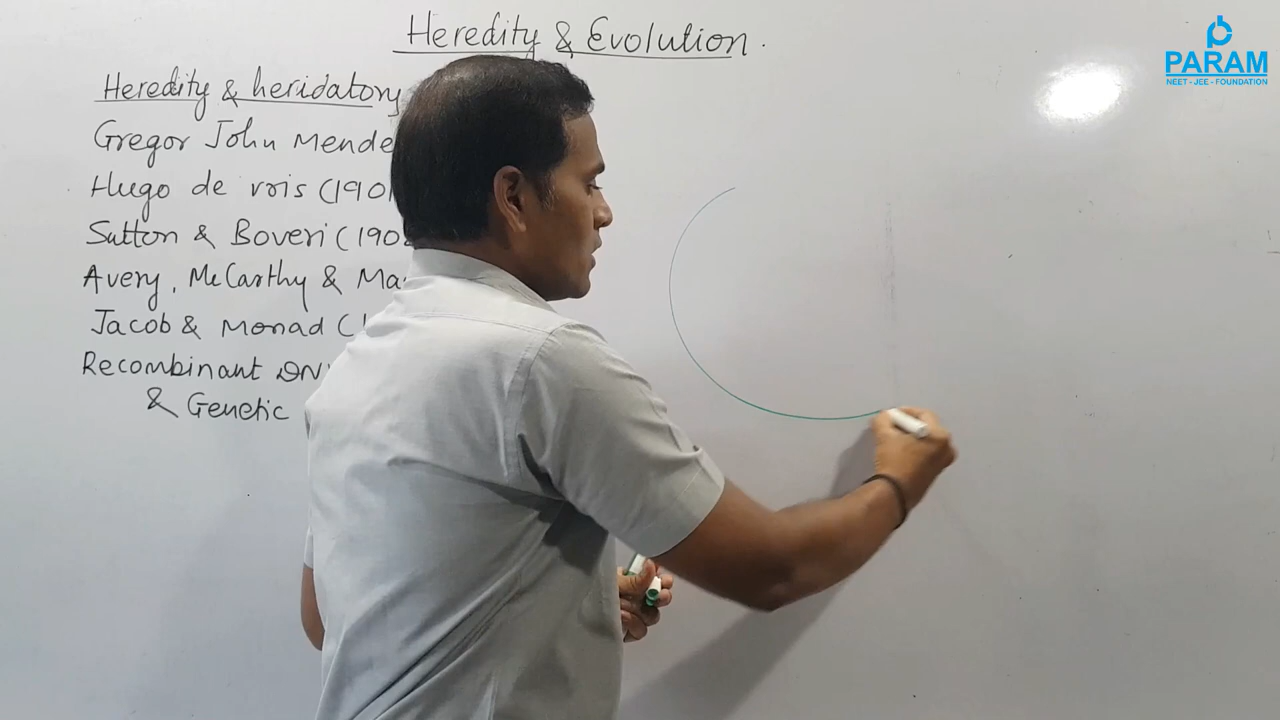 Heredity & Evolution.
PARAM
NEET - JEE - FOUNDATION
Heredity & heridatory
Gregor John Mende
Hugo de vris (1901
Sutton & Boveri (190
Avery, McCarthy & Ma
Jacob & Monad (
Recombinant DN
& Genetic